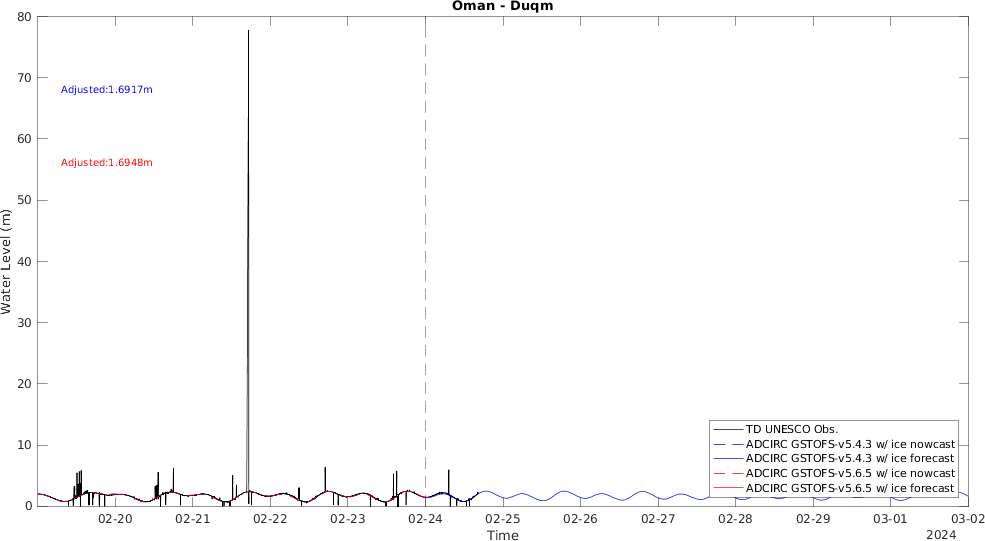 Oman - Duqm
80
70
60
50
40
30
20
10
0
Water Level (m)
Adjusted:1.6917m
Adjusted:1.6948m
TD UNESCO Obs.
ADCIRC GSTOFS-v5.4.3 w/ ice nowcast
ADCIRC GSTOFS-v5.4.3 w/ ice forecast
ADCIRC GSTOFS-v5.6.5 w/ ice nowcast
ADCIRC GSTOFS-v5.6.5 w/ ice forecast
02-20 02-21 02-22 02-23 02-24 02-25 02-26 02-27 02-28 02-29 03-01 03-02
Time
2024